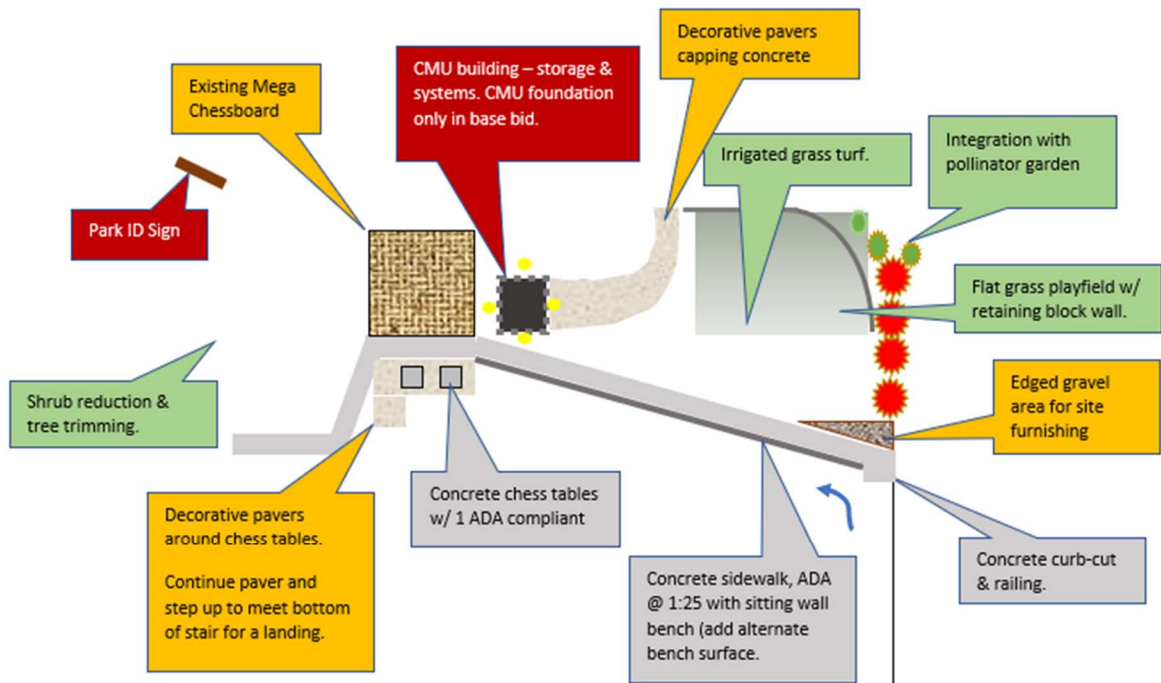 Existing Mega
Chessboard
CMU building – storage &
systems. CMU foundation
only in base bid.
Decorative pavers
capping concrete
Irrigated grass turf.
Integration with
pollinator garden
Park ID Sign
Flat grass playfield w/
retaining block wall.
Shrub reduction &
tree trimming.
Edged gravel
area for site
furnishing
Decorative pavers
around chess tables.
Continue paver and
step up to meet bottom
of stair for a landing.
Concrete chess tables
w/ 1 ADA compliant
Concrete sidewalk, ADA
@ 1:25 with sitting wall
bench (add alternate
bench surface.
Concrete curb-cut
& railing.